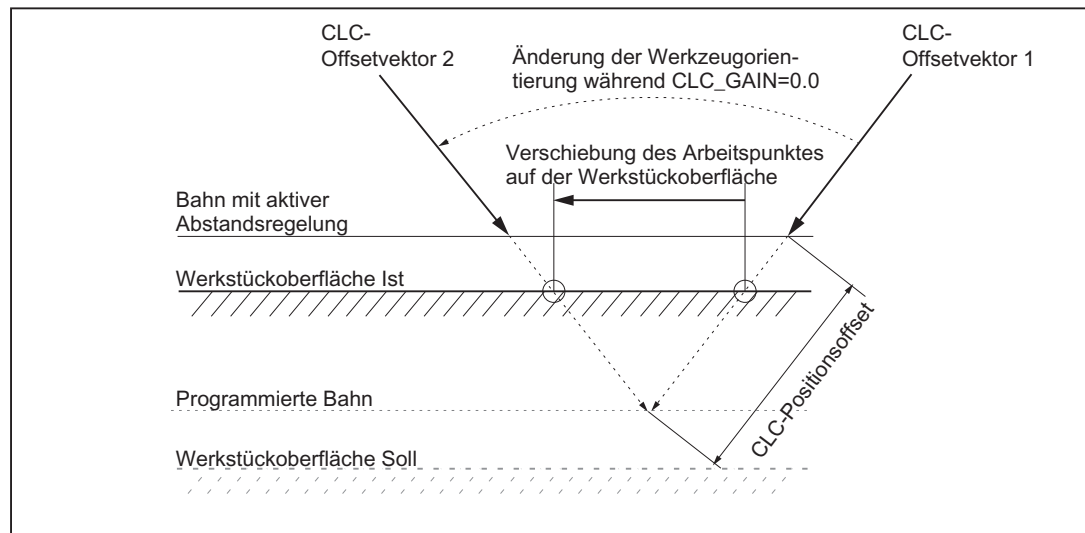 CLC-
Offsetvektor 2
Änderung der Werkzeugorien-
tierung während CLC_GAIN=0.0
CLC-
Offsetvektor 1
Verschiebung des Arbeitspunktes
auf der Werkstückoberfläche
Bahn mit aktiver
Abstandsregelung
Werkstückoberfläche Ist
CLC-Positionsoffset
Programmierte Bahn
Werkstückoberfläche Soll